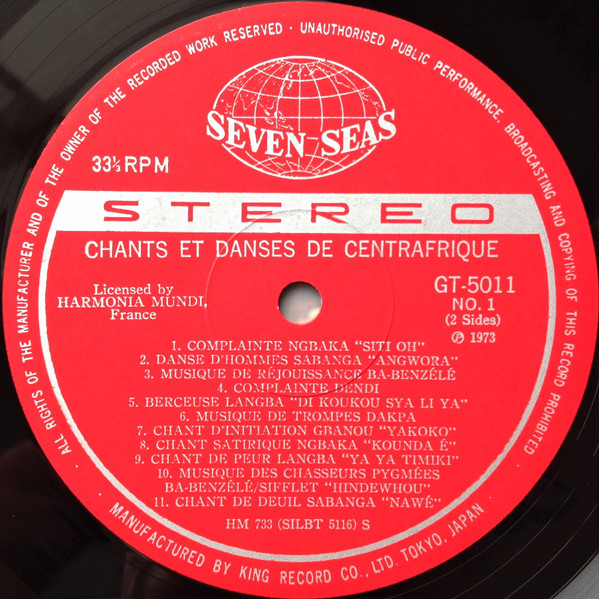 ALL RIGHTS OF THE MANUFACTURER AND OF THE OWNER OF THE RECORDED WORK RESERVED · UNAUTHORISED PUBLIC PERFORMANCE, BROADCASTING AND COPYING OF THIS RECORD PROHIBITED.
SEVEN SEAS
33⅓ RPM
STEREO
CHANTS ET DANSES DE CENTRAFRIQUE
Licensed by
HARMONIA MUNDI,
France
GT-5011
NO. 1
(2 Sides)
Ⓟ 1973
1. COMPLAINTE NGBAKA "SITI OH"
2. DANSE D'HOMMES SABANGA "ANGWORA"
3. MUSIQUE DE RÉJOUISSANCE BA-BENZÉLÉ
4. COMPLAINTE DENDI
5. BERCEUSE LANGBA "DI KOUKOU SYA LI YA"
6. MUSIQUE DE TROMPES DAKPA
7. CHANT D'INITIATION GBANOU "YAKOKO"
8. CHANT SATIRIQUE NGBAKA "KOUNDA É"
9. CHANT DE PEUR LANGBA "YA YA TIMIKI"
10. MUSIQUE DES CHASSEURS PYGMÉES
BA-BENZÉLÉ/SIFFLET "HINDEWHOU"
11. CHANT DE DEUIL SABANGA "NAWÉ"
HM 733 (SILBT 5116) S
MANUFACTURED BY KING RECORD CO., LTD. TOKYO, JAPAN